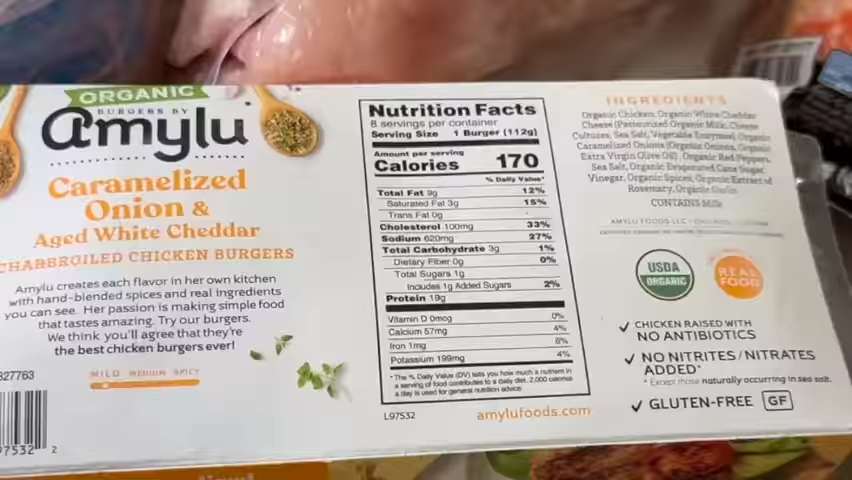 ORGANIC
BURGERS BY
amylu
Caramelized
Onion &
Aged White Cheddar
CHARBROILED CHICKEN BURGERS
Amylu creates each flavor in her own kitchen
with hand-blended spices and real ingredients
you can see. Her passion is making simple food
that tastes amazing. Try our burgers.
We think you'll agree that they're
the best chicken burgers ever!
MILD MEDIUM SPICY
827763
97532 2
Nutrition Facts
8 servings per container
Serving Size 1 Burger (112g)
Amount per serving
Calories 170
% Daily Value*
Total Fat 9g 12%
Saturated Fat 3g 15%
Trans Fat 0g
Cholesterol 100mg 33%
Sodium 620mg 27%
Total Carbohydrate 3g 1%
Dietary Fiber 0g 0%
Total Sugars 1g
Includes 1g Added Sugars 2%
Protein 19g
Vitamin D 0mcg 0%
Calcium 57mg 4%
Iron 1mg 6%
Potassium 199mg 4%
*The % Daily Value (DV) tells you how much a nutrient in
a serving of food contributes to a daily diet. 2,000 calories
a day is used for general nutrition advice.
L97532
amylufoods.com
INGREDIENTS
Organic Chicken, Organic White Cheddar
Cheese (Pasteurized Organic Milk, Cheese
Cultures, Sea Salt, Vegetable Enzymes), Organic
Caramelized Onions (Organic Onions, Organic
Extra Virgin Olive Oil), Organic Red Peppers,
Sea Salt, Organic Evaporated Cane Sugar,
Vinegar, Organic Spices, Organic Extract of
Rosemary, Organic Garlic.
CONTAINS Milk
AMYLU FOODS LLC
USDA
ORGANIC
REAL
FOOD
CHICKEN RAISED WITH
NO ANTIBIOTICS
NO NITRITES/NITRATES
ADDED*
* Except those naturally occurring in sea salt.
GLUTEN-FREE GF